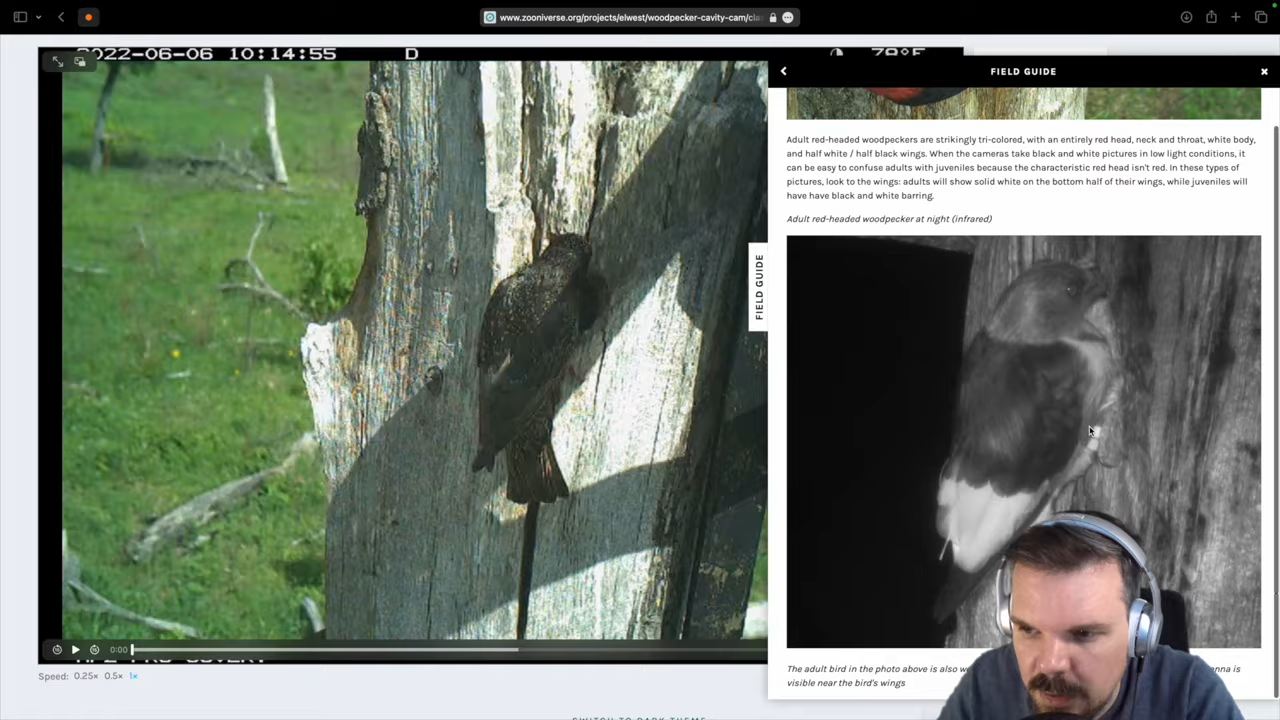 www.zooniverse.org/projects/elwest/woodpecker-cavity-cam/cla
2022-06-06 10:14:55 D 78°F
0:00
Speed: 0.25× 0.5× 1×
FIELD GUIDE
FIELD GUIDE
Adult red-headed woodpeckers are strikingly tri-colored, with an entirely red head, neck and throat, white body,
and half white / half black wings. When the cameras take black and white pictures in low light conditions, it
can be easy to confuse adults with juveniles because the characteristic red head isn't red. In these types of
pictures, look to the wings: adults will show solid white on the bottom half of their wings, while juveniles will
have have black and white barring.
Adult red-headed woodpecker at night (infrared)
The adult bird in the photo above is also
is
visible near the bird's wings
SWITCH TO DARK THEME